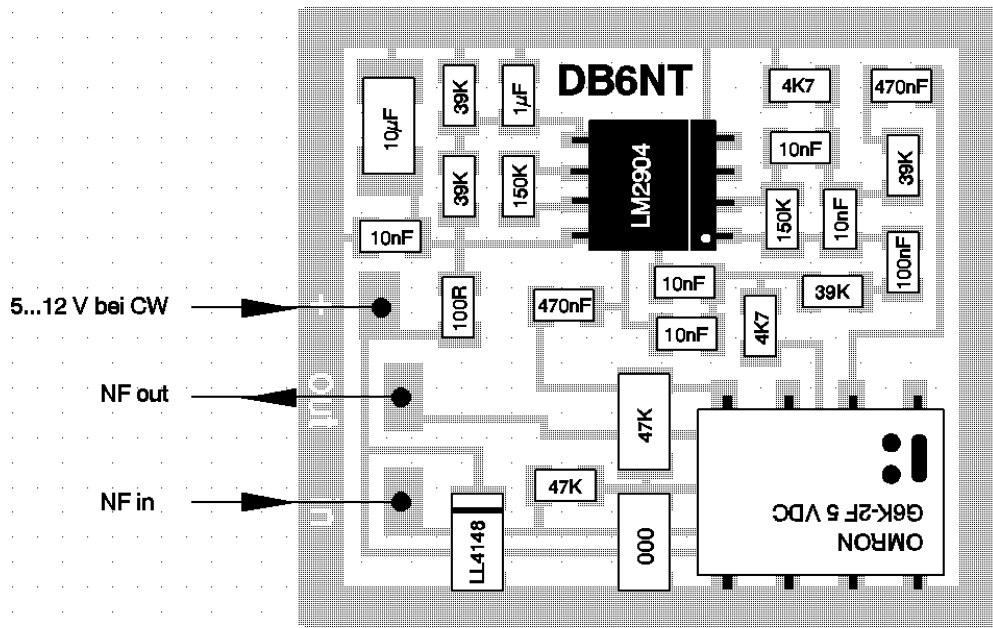 DB6NT
10µF
39K
1µF
4K7
470nF
10nF
39K
150K
LM2904
39K
150K
10nF
10nF
10nF
100nF
5...12 V bei CW
+
100R
470nF
10nF
39K
10nF
4K7
NF out
out
47K
NF in
in
47K
LL4148
000
G6K-2F 5 VDC
OMRON